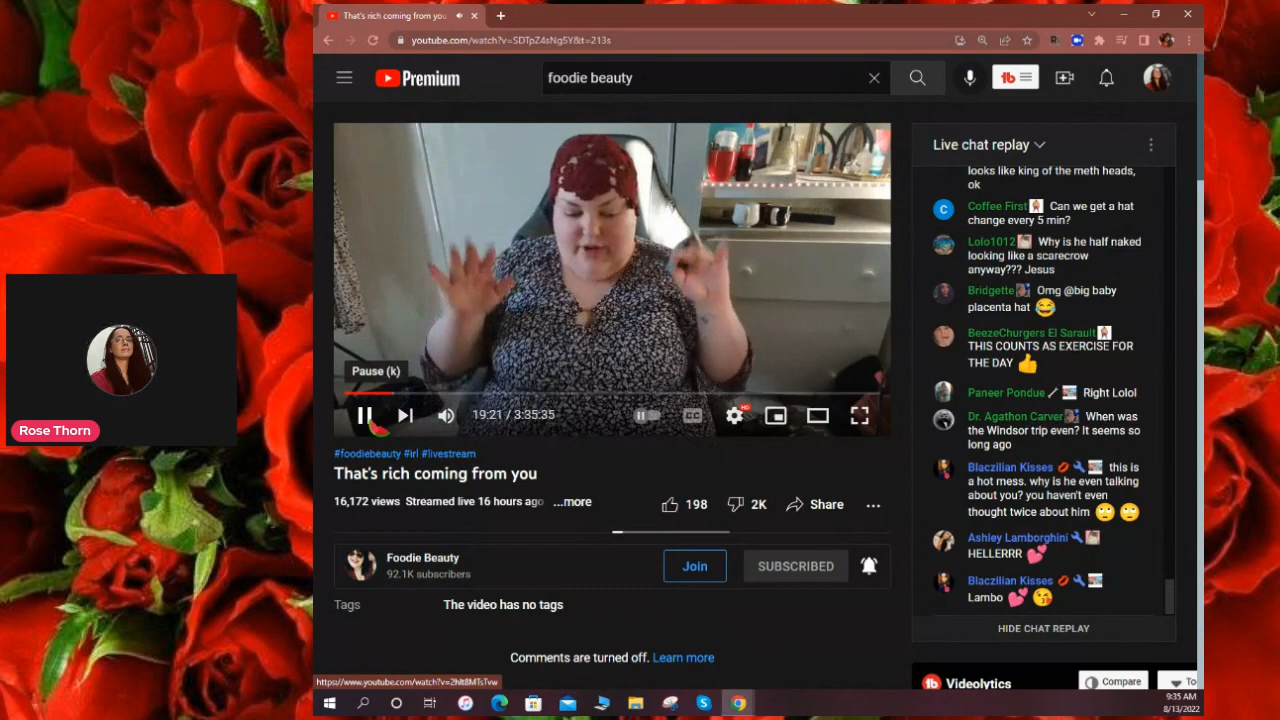 That's rich coming from you
youtube.com/watch?v=SDTpZ4sNg5Y&t=213s
Premium
foodie beauty
tb
Pause (k)
19:21 / 3:35:35
CC
HD
#foodiebeauty #irl #livestream
That's rich coming from you
16,172 views Streamed live 16 hours ago ...more
198
2K
Share
Foodie Beauty
92.1K subscribers
Join
SUBSCRIBED
Tags
The video has no tags
Comments are turned off. Learn more
https://www.youtube.com/
Live chat replay
looks like king of the meth heads,
ok
C
Coffee First Can we get a hat
change every 5 min?
Lolo1012 Why is he half naked
looking like a scarecrow
anyway??? Jesus
Bridgette Omg @big baby
placenta hat
BeezeChurgers El Sarault
THIS COUNTS AS EXERCISE FOR
THE DAY
Paneer Pondue Right Lolol
Dr. Agathon Carver When was
the Windsor trip even? It seems so
long ago
Blaczilian Kisses this is
a hot mess. why is he even talking
about you? you haven't even
thought twice about him
Ashley Lamborghini
HELLERRR
Blaczilian Kisses
Lambo
HIDE CHAT REPLAY
tb
Videolytics
Compare
To
Rose Thorn
9:35 AM
8/13/2022